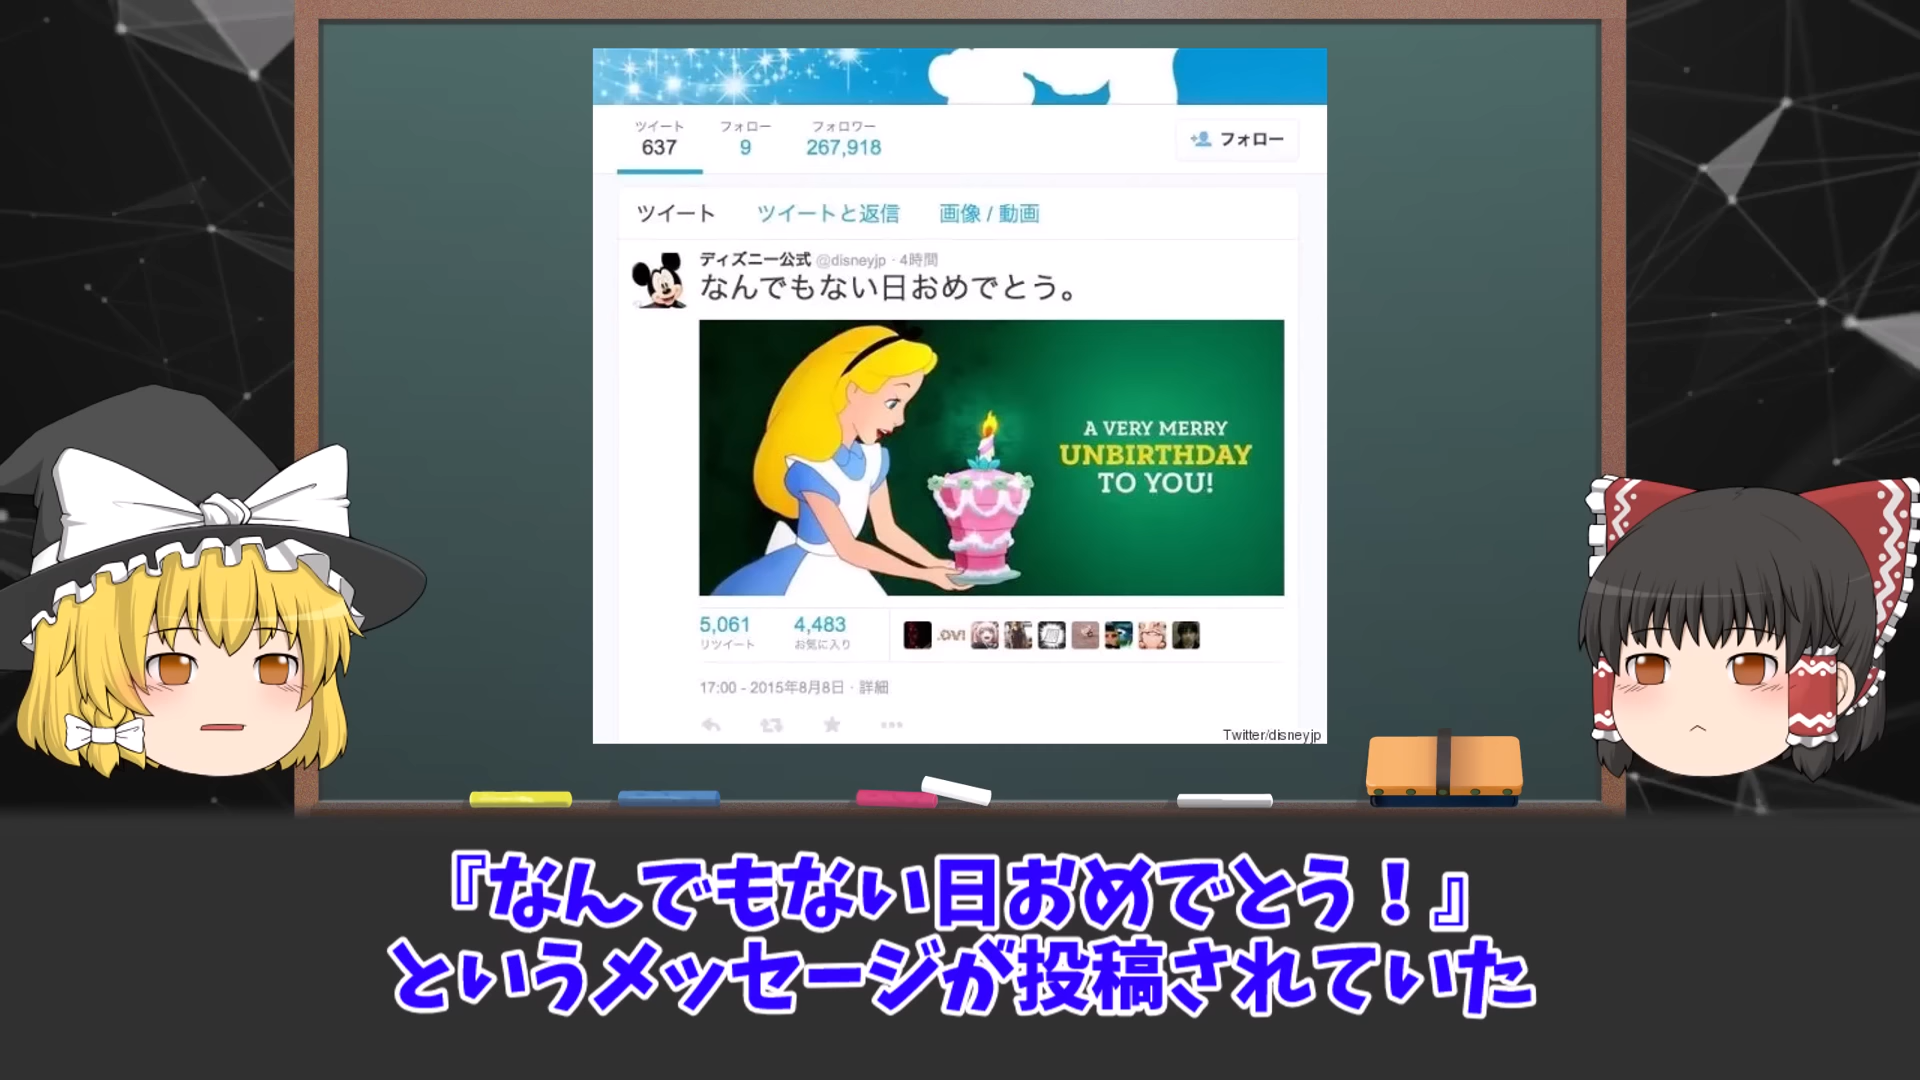 ツイート
637
フォロー
9
フォロワー
267,918
フォロー
ツイート
ツイートと返信
画像 / 動画
ディズニー公式 @disneyjp · 4時間
なんでもない日おめでとう。
A VERY MERRY
UNBIRTHDAY
TO YOU!
5,061
リツイート
4,483
お気に入り
17:00 - 2015年8月8日 · 詳細
Twitter/disneyjp
『なんでもない日おめでとう！』
というメッセージが投稿されていた